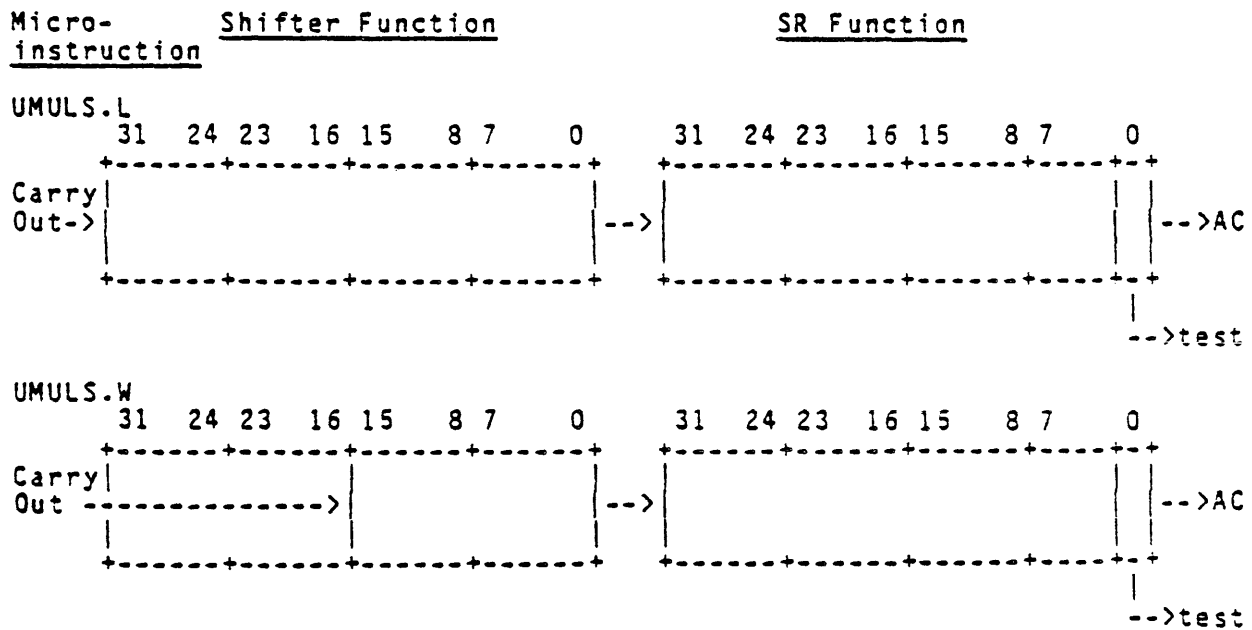 Micro-    Shifter Function    SR Function
instruction
UMULS.L
31 24 23 16 15 8 7 0    31 24 23 16 15 8 7 0
Carry
Out-> --> -->AC
-->test
UMULS.W
31 24 23 16 15 8 7 0    31 24 23 16 15 8 7 0
Carry
Out -------------> --> -->AC
-->test